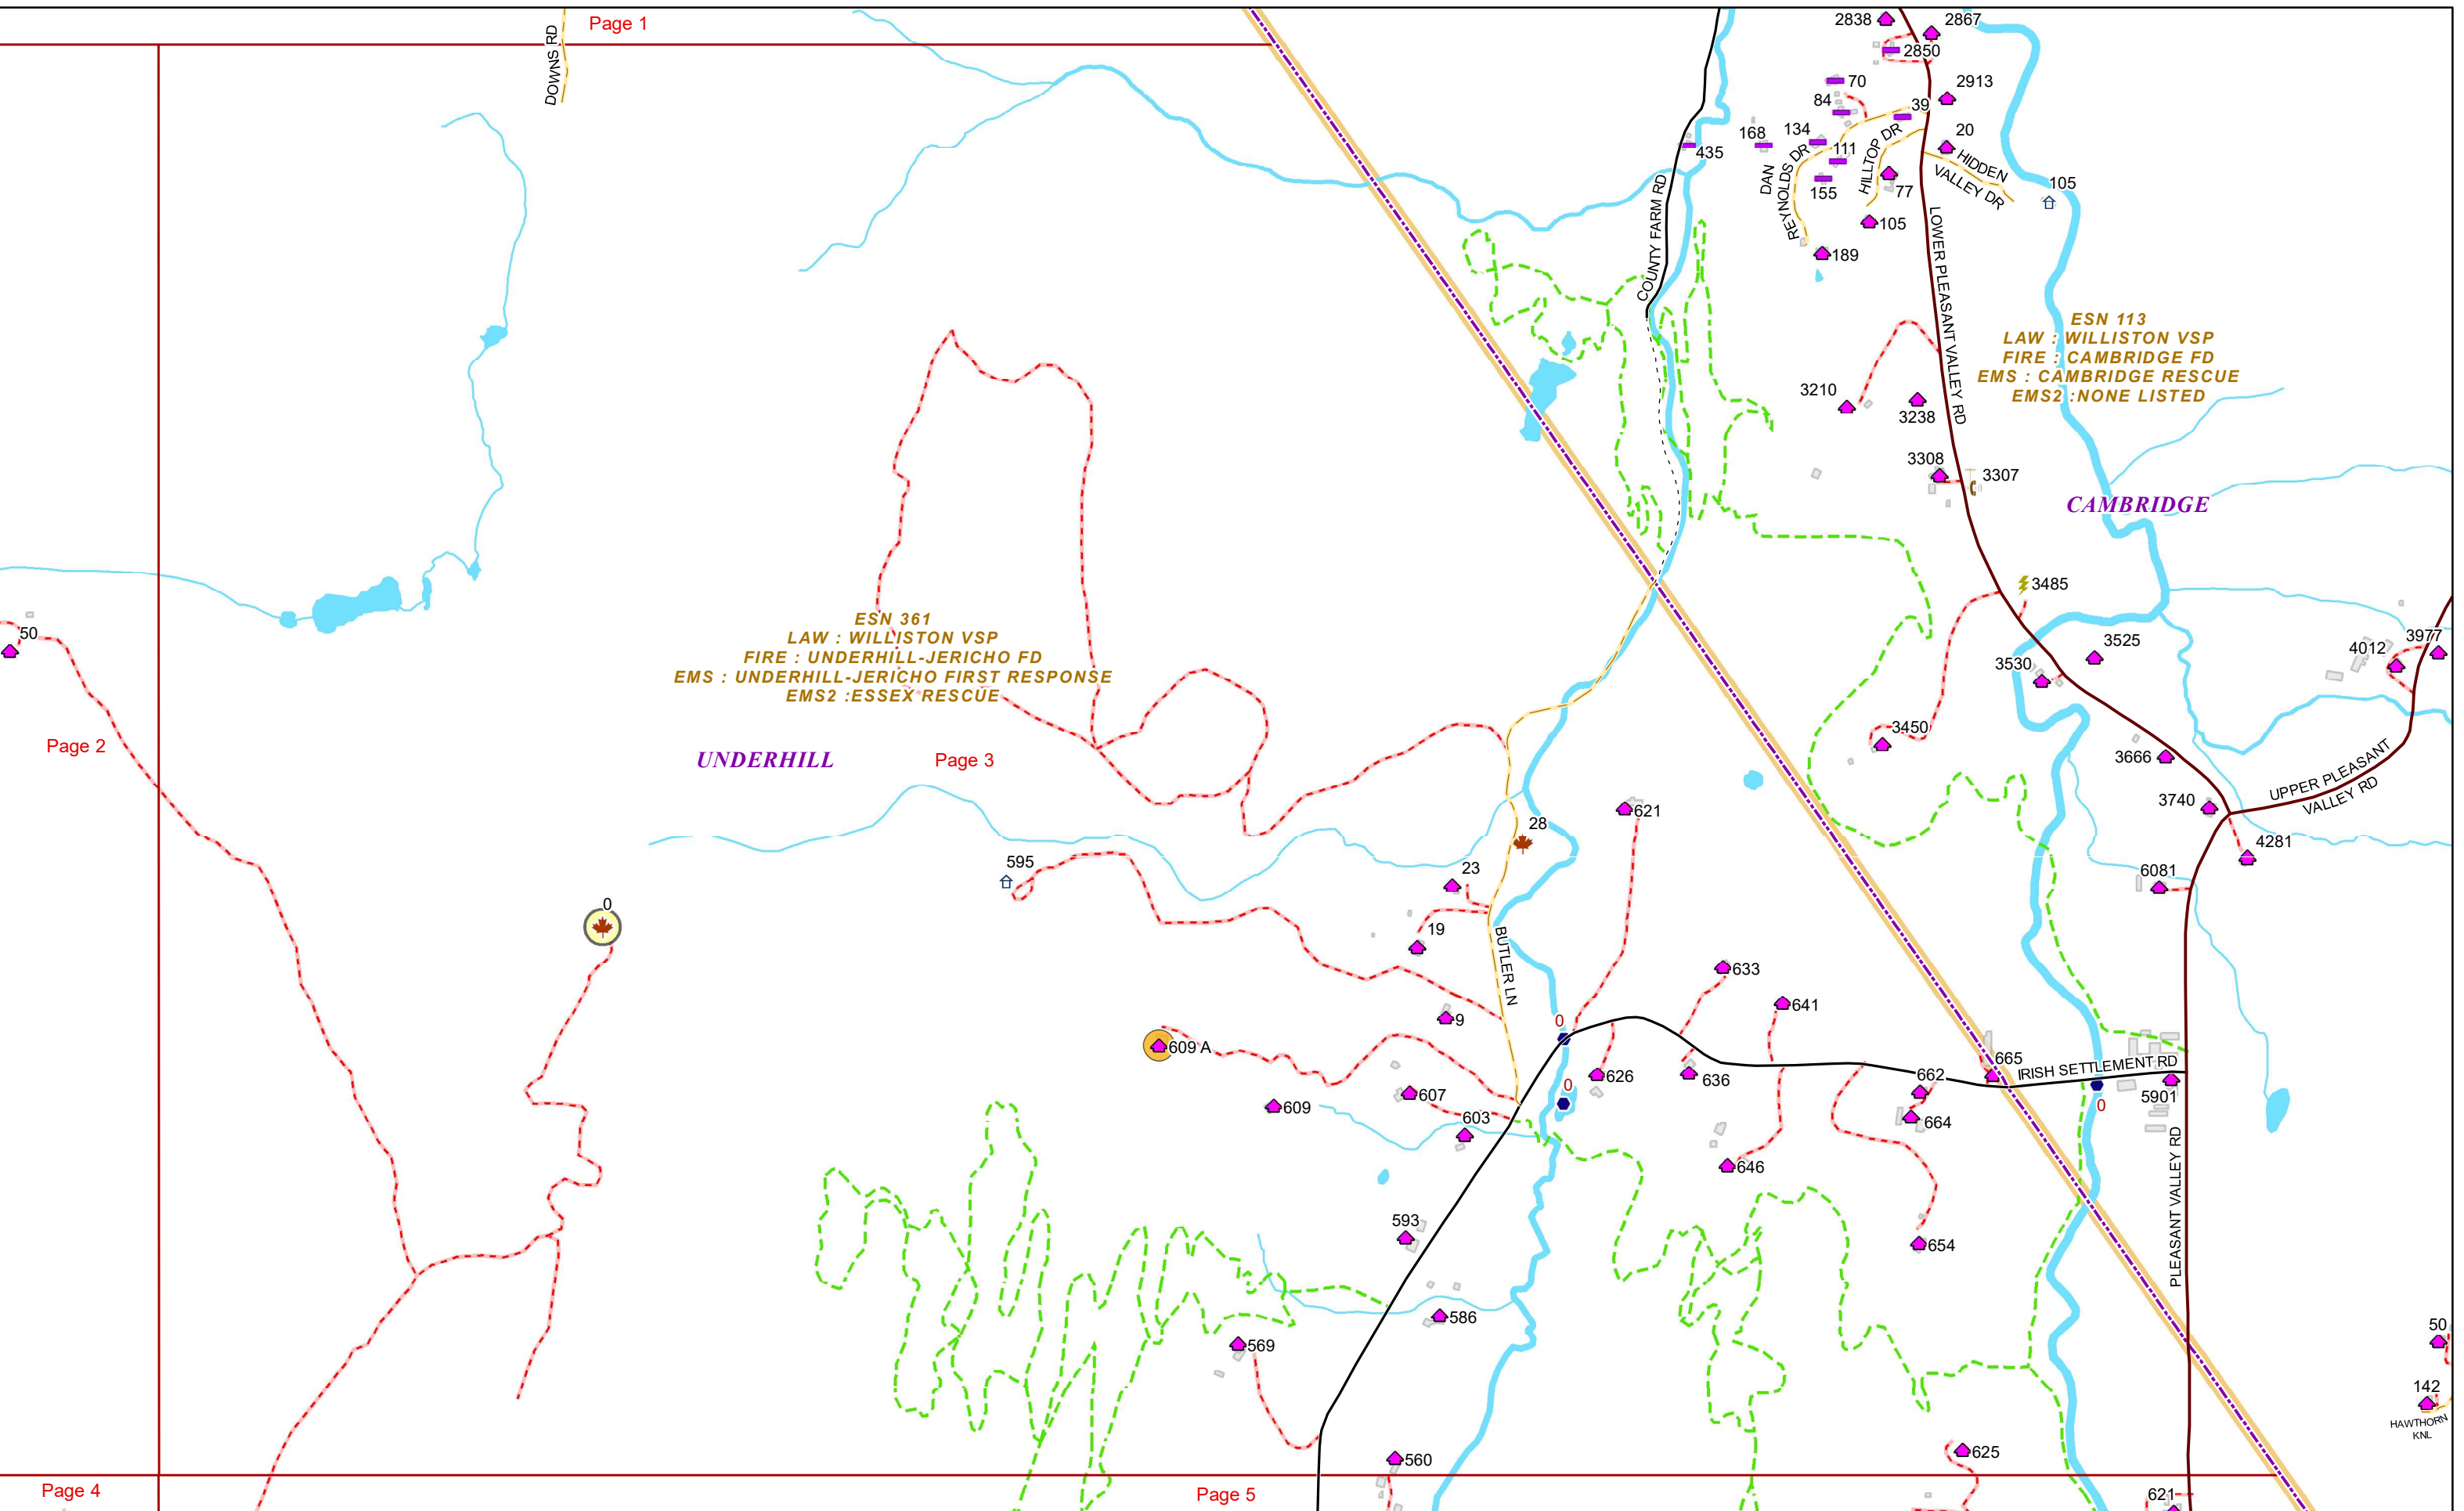 Page 1
DOWNS RD
2838
2867
2850
70
2913
84
39
20
168
134
111
435
155
77
105
189
DAN
REYNOLDS DR
HILLTOP DR
HIDDEN
VALLEY DR
105
COUNTY FARM RD
LOWER PLEASANT VALLEY RD
ESN 113
LAW : WILLISTON VSP
FIRE : CAMBRIDGE FD
EMS : CAMBRIDGE RESCUE
EMS2 :NONE LISTED
3210
3238
3308
3307
CAMBRIDGE
3485
3525
3530
3977
4012
50
ESN 361
LAW : WILLISTON VSP
FIRE : UNDERHILL-JERICHO FD
EMS : UNDERHILL-JERICHO FIRST RESPONSE
EMS2 :ESSEX RESCUE
Page 2
UNDERHILL
Page 3
3450
3666
3740
UPPER PLEASANT
VALLEY RD
4281
6081
621
28
23
595
19
0
BUTLER LN
633
641
9
0
609 A
626
636
665
662
IRISH SETTLEMENT RD
0
607
609
603
664
0
5901
646
PLEASANT VALLEY RD
593
654
586
569
50
142
HAWTHORN
KNL
560
625
Page 4
Page 5
621